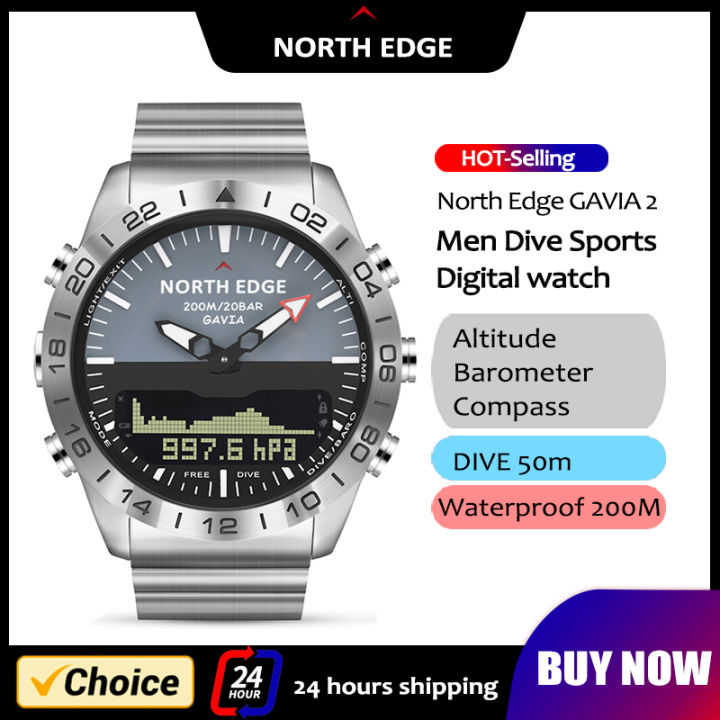 NORTH EDGE
HOT-Selling
North Edge GAVIA 2
Men Dive Sports
Digital watch
Altitude
Barometer
Compass
DIVE 50m
Waterproof 200M
22
20
18
16
14
12
10
08
06
04
LIGHT/EXIT
ALTI
COMP
MODE
DIVE/BARO
NORTH EDGE
200M/20BAR
GAVIA
997.6 hPa
FREE DIVE
Choice
24
HOUR
24 hours shipping
BUY NOW